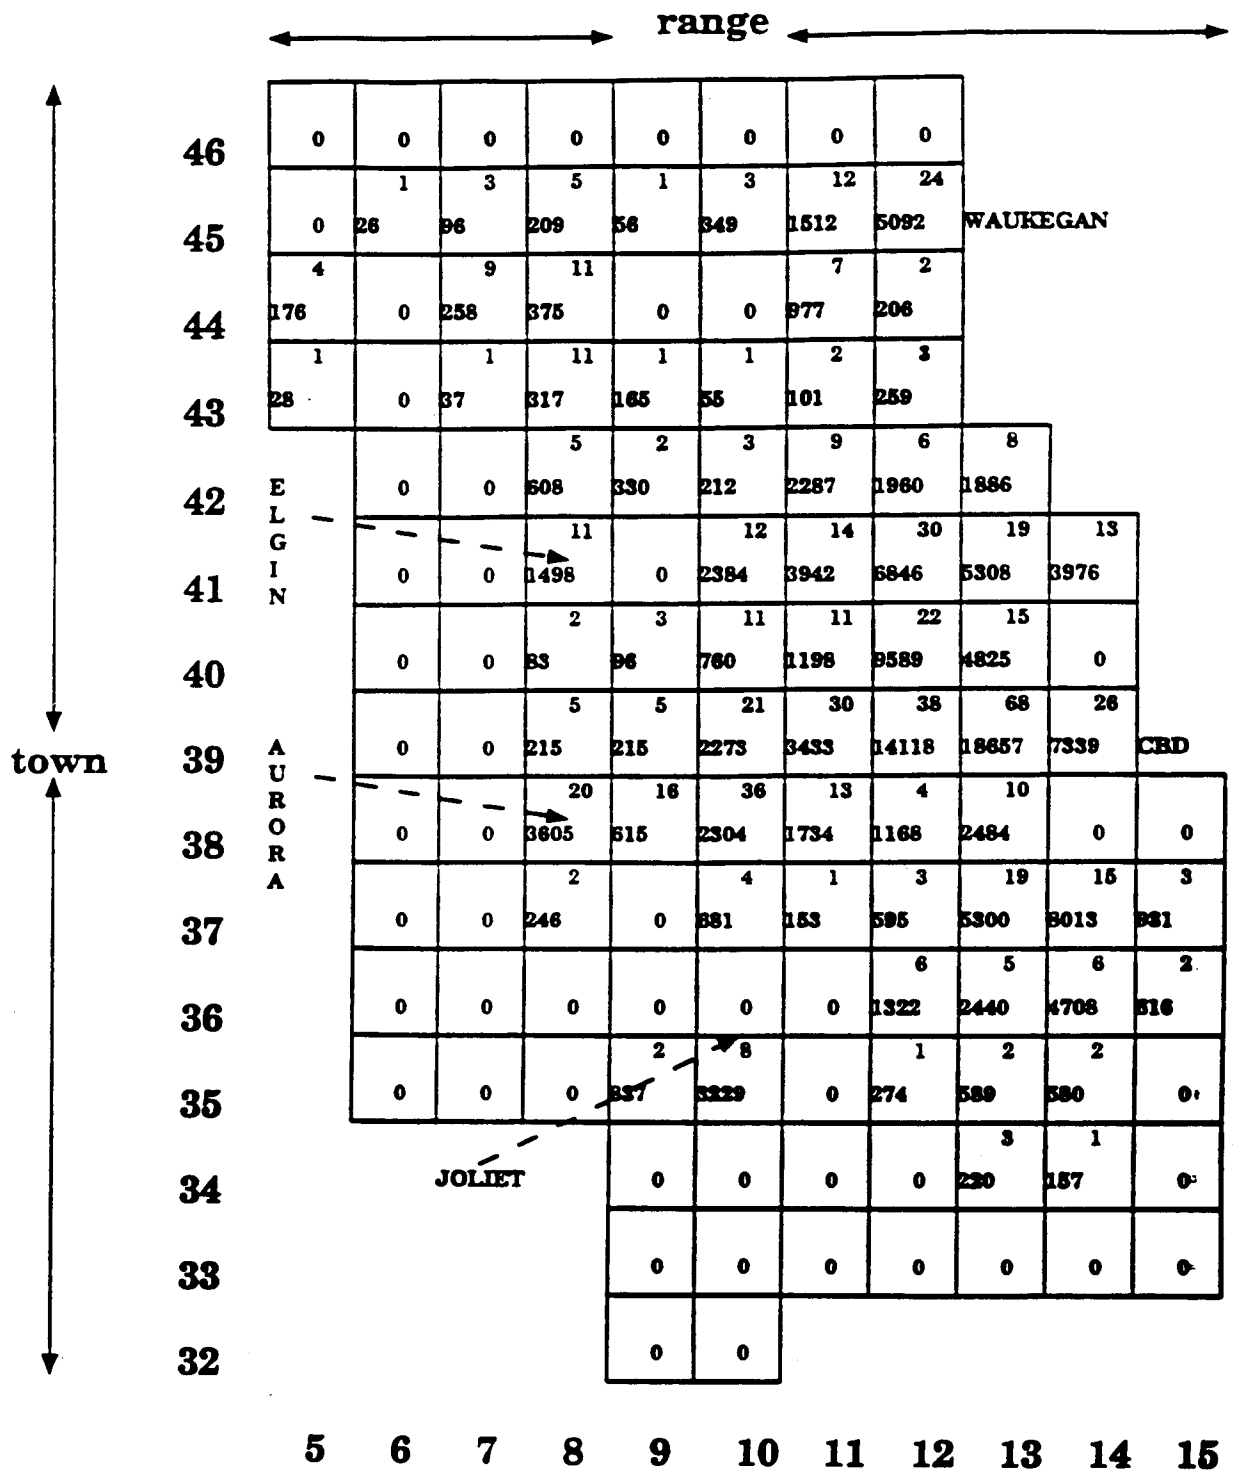 range
46 0 0 0 0 0 0 0 0
1 3 5 1 3 12 24
45 0 26 96 209 56 349 1512 5092 WAUKEGAN
4 9 11 7 2
44 176 0 258 375 0 0 977 206
1 1 11 1 1 2 3
43 28 0 37 317 165 55 101 259
5 2 3 9 6 8
42 0 0 608 330 212 2287 1960 1886
ELGIN
11 12 14 30 19 13
41 0 0 1498 0 2384 3942 6846 5308 3976
2 3 11 11 22 15
40 0 0 83 96 760 1198 9589 4825 0
5 5 21 30 38 68 26
town 39 0 0 215 215 2273 3433 14118 18657 7339 CBD
AURORA
20 16 36 13 4 10
38 0 0 3605 615 2304 1734 1168 2484 0 0
2 4 1 3 19 15 3
37 0 0 246 0 681 153 595 5300 8013 931
6 5 6 2
36 0 0 0 0 0 0 1322 2440 4708 816
2 8 1 2 2
35 0 0 0 837 3229 0 274 589 580 0
3 1
JOLIET
34 0 0 0 0 220 157 0
33 0 0 0 0 0 0 0
32 0 0
5 6 7 8 9 10 11 12 13 14 15